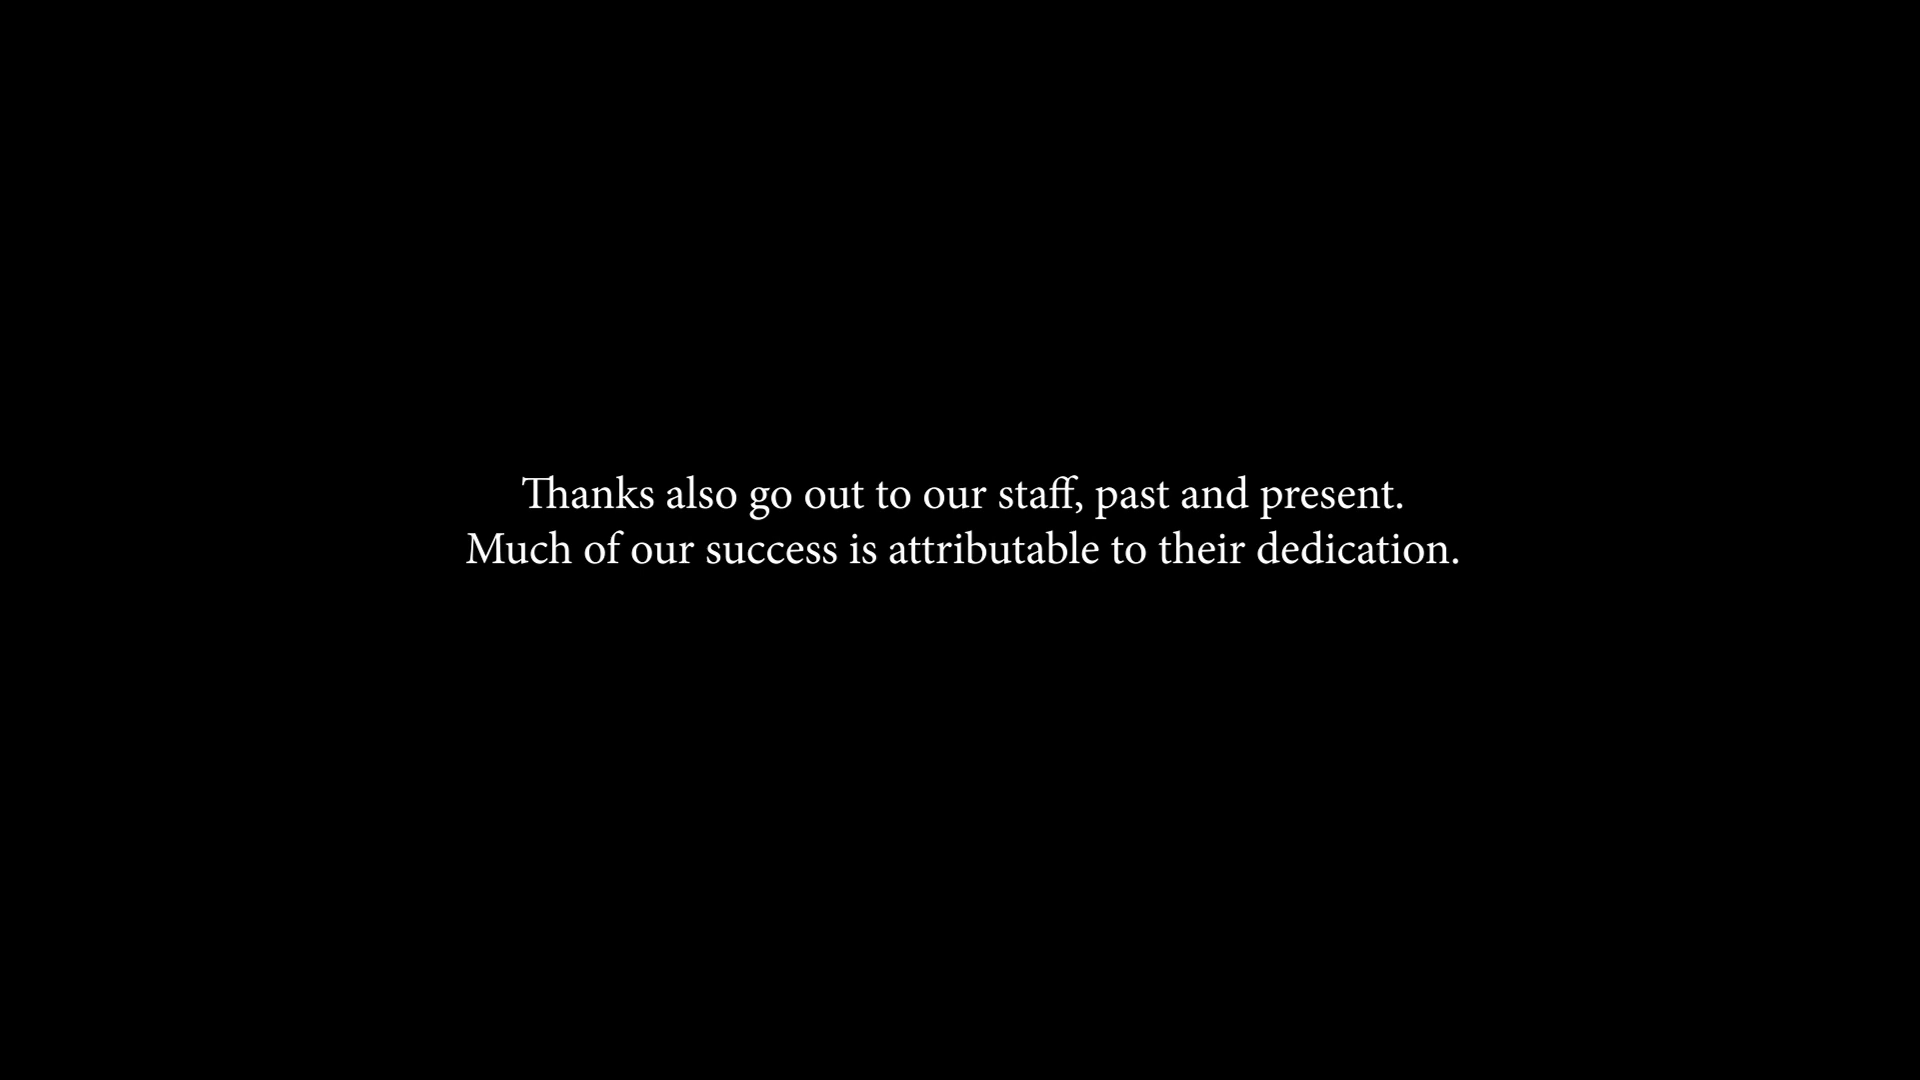 Thanks also go out to our staff, past and present.
Much of our success is attributable to their dedication.